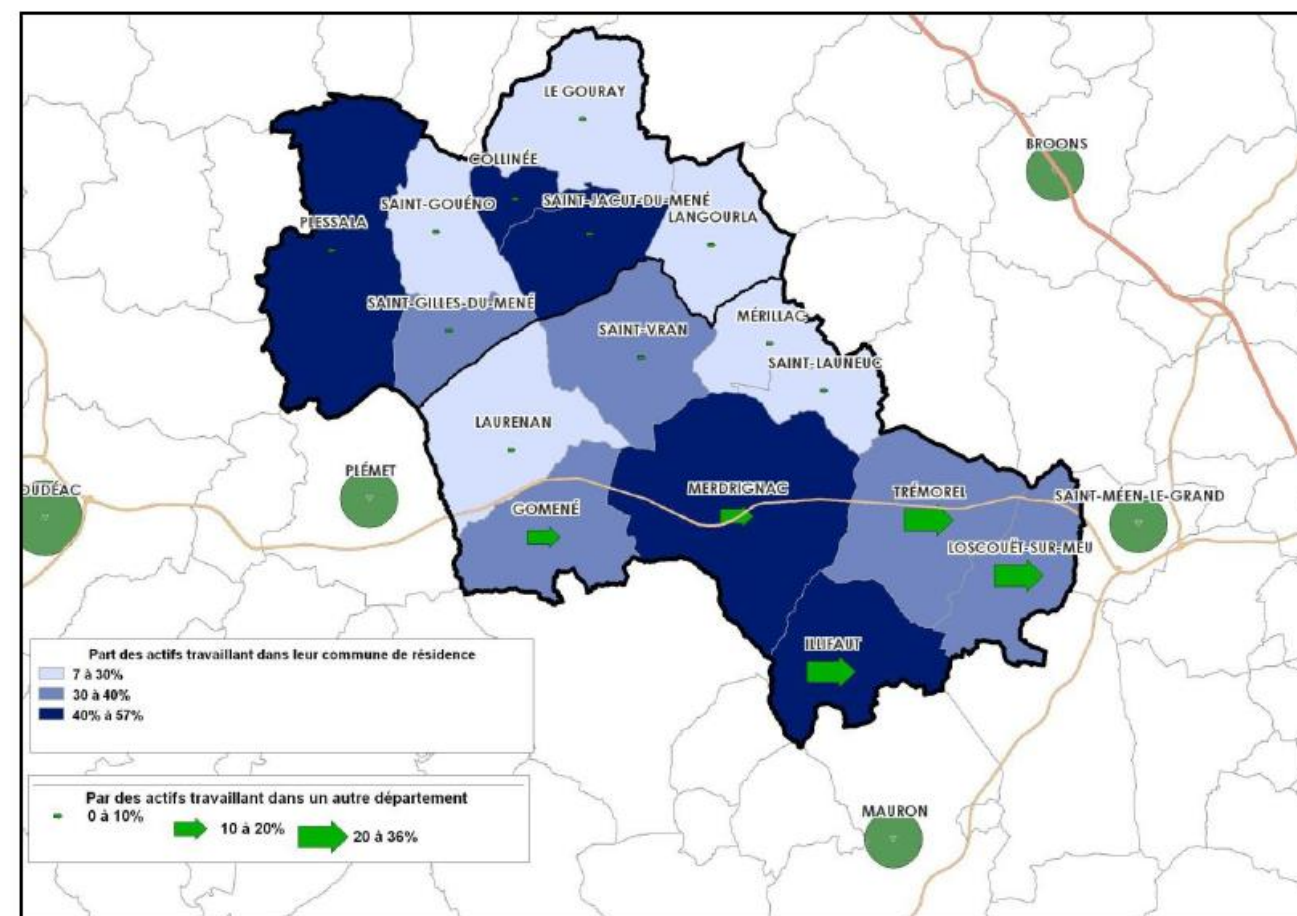 LE GOURAY
BROONS
COLLINÉE
SAINT-GOUÉNO
SAINT-JACUT-DU-MENÉ
LANGOURLA
PLESSALA
SAINT-GILLES-DU-MENÉ
SAINT-VRAN
MÉRILLAC
SAINT-LAUNEUC
LAURENAN
PLÉMET
OUDÉAC
MERDRIGNAC
TRÉMOREL
SAINT-MÉEN-LE-GRAND
GOMENÉ
LOSCOUËT-SUR-MEU
ILLIFAUT
Part des actifs travaillant dans leur commune de résidence
7 à 30%
30 à 40%
40% à 57%
Par des actifs travaillant dans un autre département
0 à 10%
10 à 20%
20 à 36%
MAURON